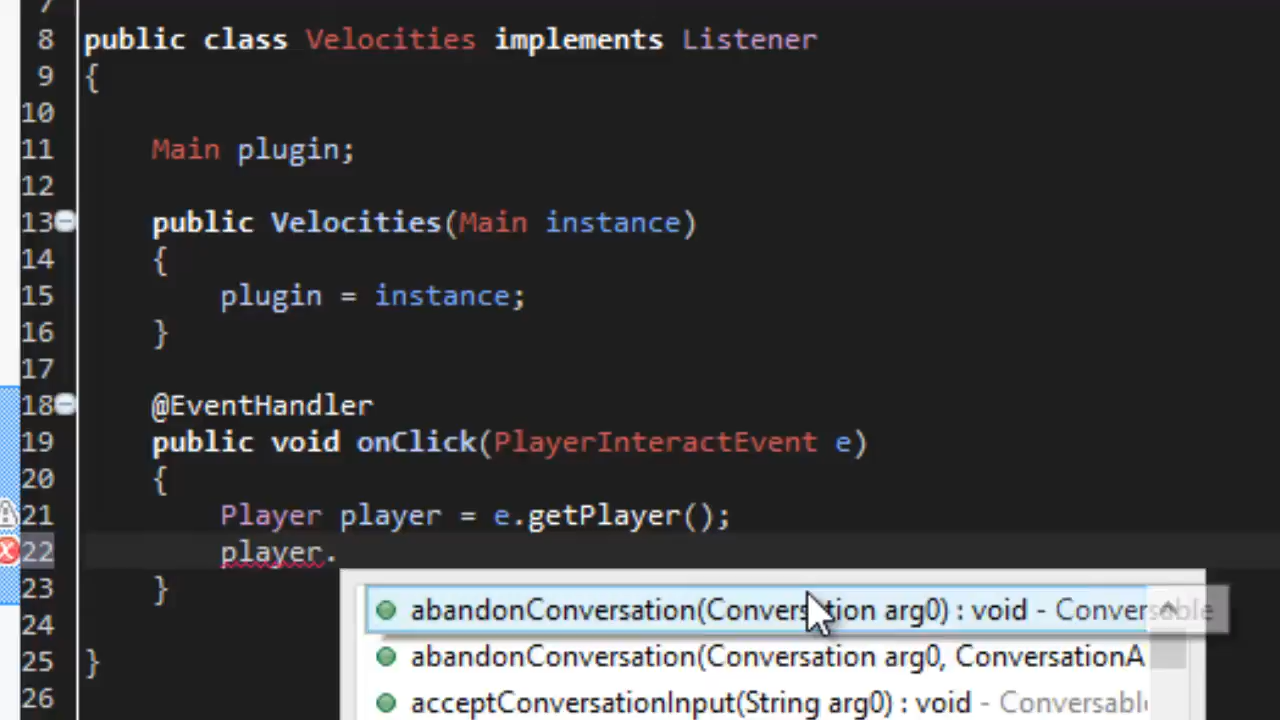 7
8 public class Velocities implements Listener
9 {
10
11 Main plugin;
12
13 public Velocities(Main instance)
14 {
15 plugin = instance;
16 }
17
18 @EventHandler
19 public void onClick(PlayerInteractEvent e)
20 {
21 Player player = e.getPlayer();
22 player.
abandonConversation(Conversation arg0) : void - Conversable
23 }
abandonConversation(Conversation arg0, ConversationA
24
25 }
26
acceptConversationInput(String arg0) : void - Conversable